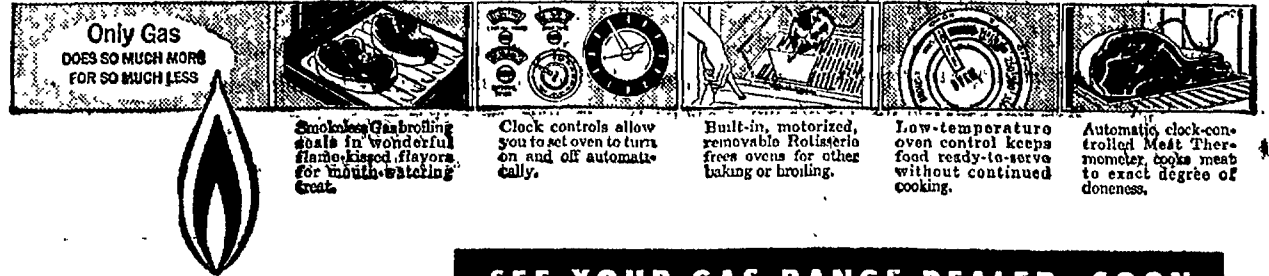 Only Gas
DOES SO MUCH MORE
FOR SO MUCH LESS
Smokeless Gas broiling
seals in wonderful
flame-kissed flavors
for mouth-watering
treat.
Clock controls allow
you to set oven to turn
on and off automati-
cally.
Built-in, motorized,
removable Rotisserie
frees ovens for other
baking or broiling.
Low-temperature
oven control keeps
food ready-to-serve
without continued
cooking.
Automatic, clock-con-
trolled Meat Ther-
mometer, cooks meat
to exact degree of
doneness.
SEE YOUR GAS RANGE DEALER SOON